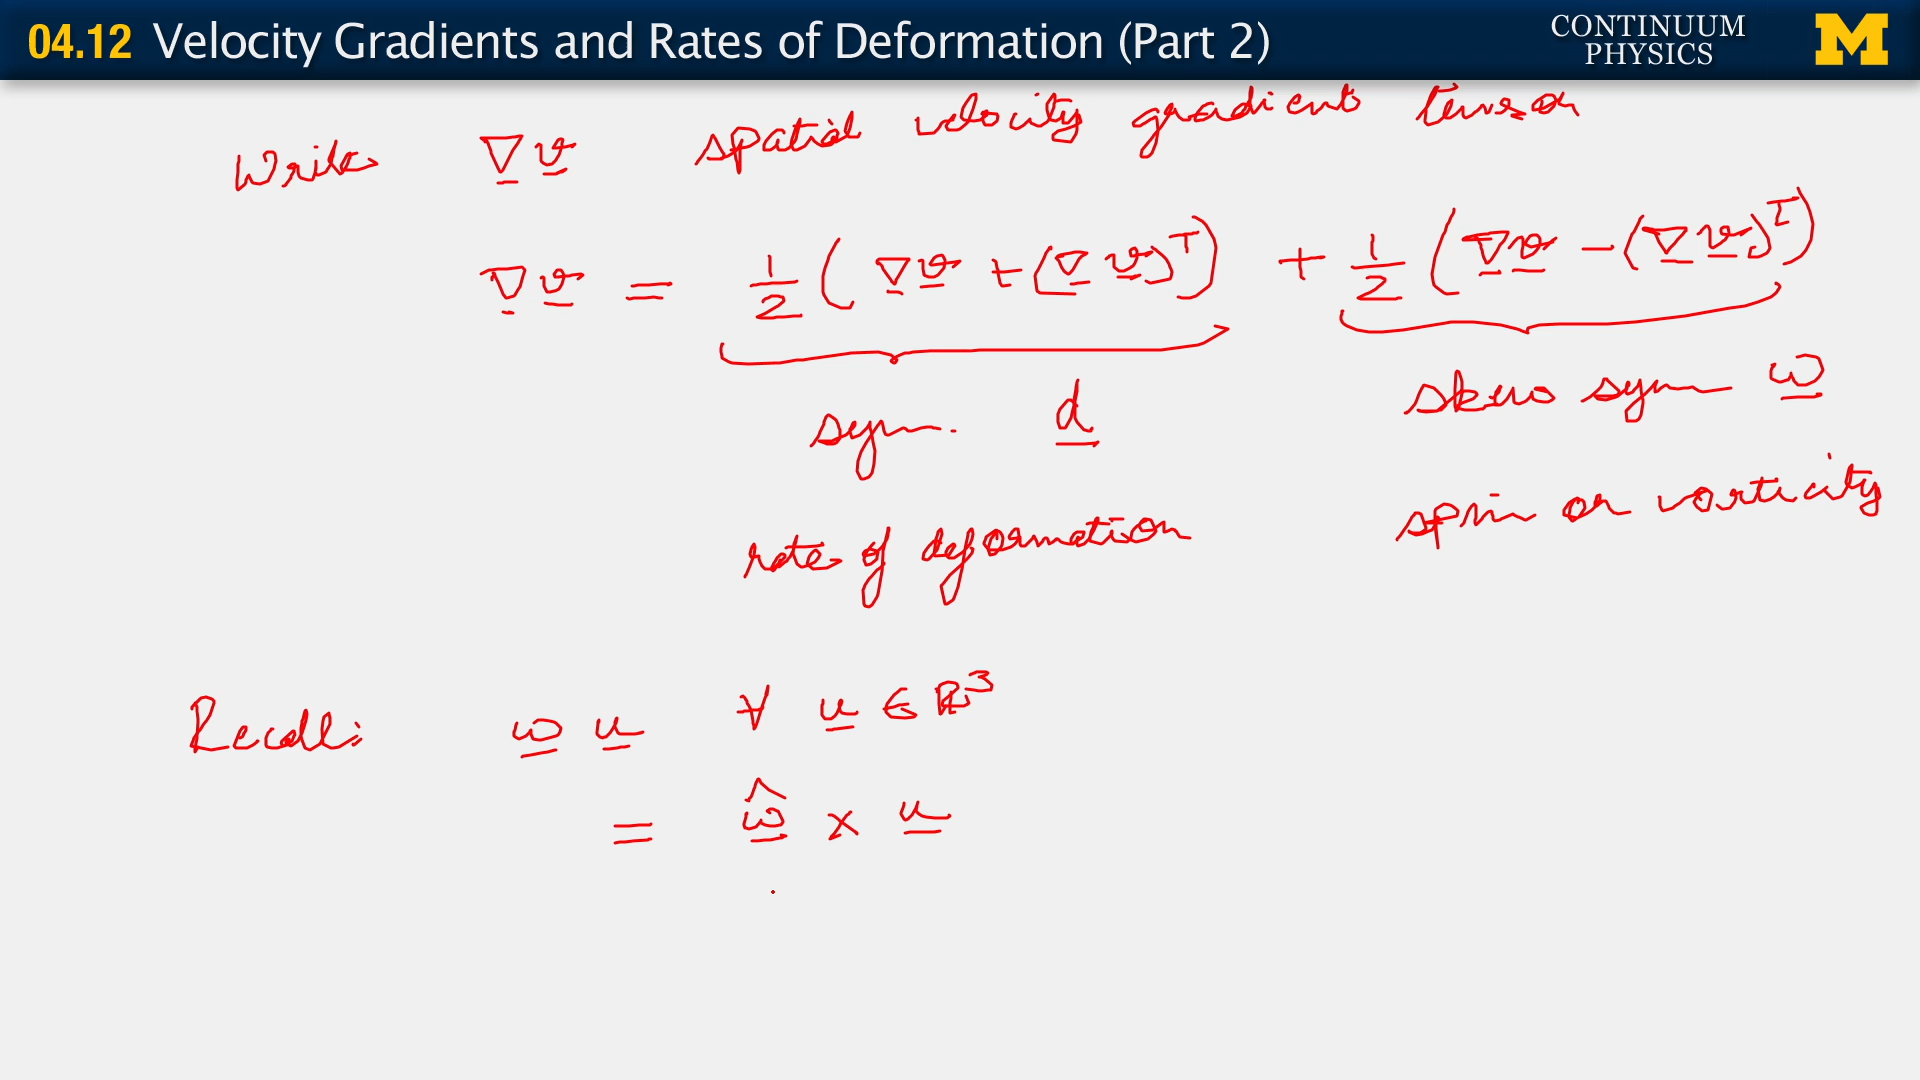 04.12 Velocity Gradients and Rates of Deformation (Part 2) CONTINUUM PHYSICS M
Write ∇v spatial velocity gradient tensor
∇v = 1/2 (∇v + (∇v)ᵀ) + 1/2 (∇v − (∇v)ᵀ)
sym. d skew sym ω
rate of deformation spin or vorticity
Recall: ω u ∀ u ∈ ℝ³
= ω̂ × u